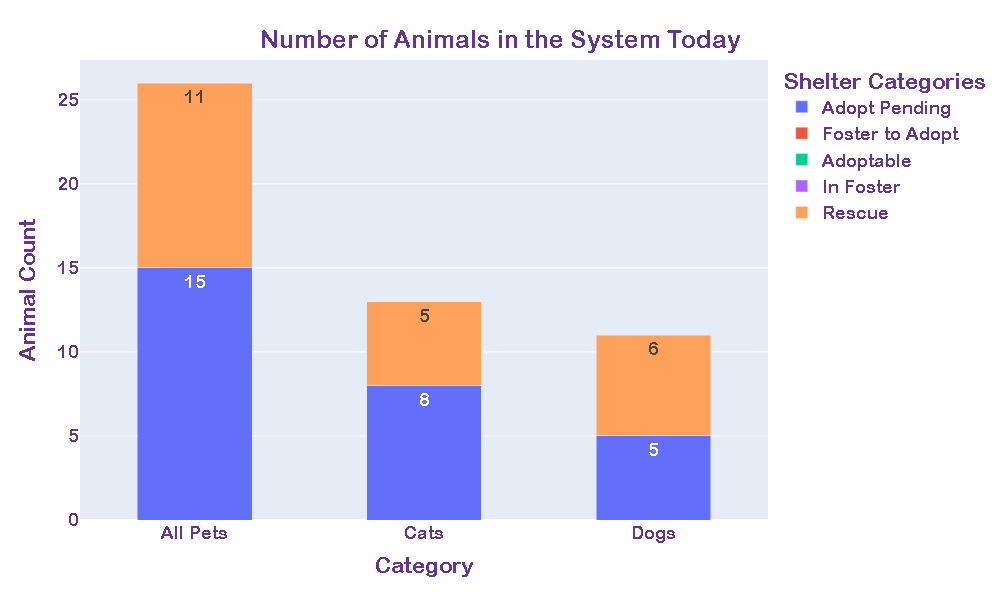 Number of Animals in the System Today
Shelter Categories
Adopt Pending
Foster to Adopt
Adoptable
In Foster
Rescue
Animal Count
25
20
15
10
5
0
11
15
5
8
6
5
All Pets
Cats
Dogs
Category